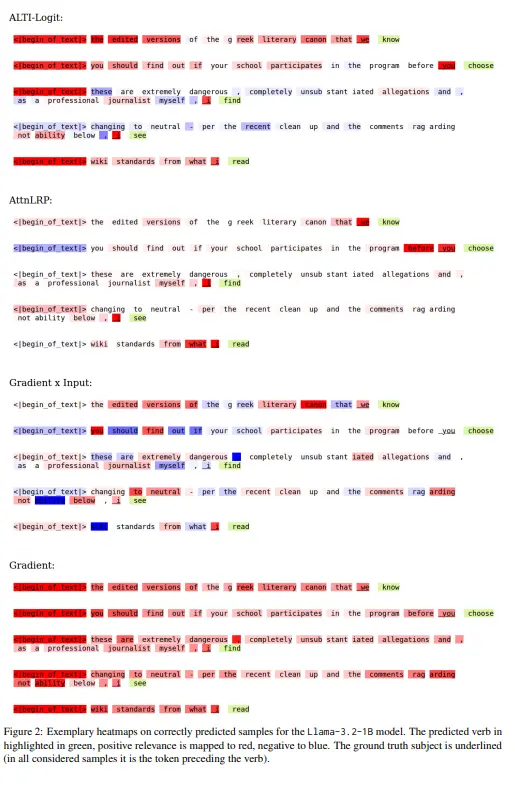 ALTI-Logit:
<|begin_of_text|> the edited versions of the g reek literary canon that we know
<|begin_of_text|> you should find out if your school participates in the program before you choose
<|begin_of_text|> these are extremely dangerous , completely unsub stant iated allegations and ,
as a professional journalist myself , i find
<|begin_of_text|> changing to neutral - per the recent clean up and the comments rag arding
not ability below , i see
<|begin_of_text|> wiki standards from what i read
AttnLRP:
<|begin_of_text|> the edited versions of the g reek literary canon that we know
<|begin_of_text|> you should find out if your school participates in the program before you choose
<|begin_of_text|> these are extremely dangerous , completely unsub stant iated allegations and ,
as a professional journalist myself , i find
<|begin_of_text|> changing to neutral - per the recent clean up and the comments rag arding
not ability below , i see
<|begin_of_text|> wiki standards from what i read
Gradient x Input:
<|begin_of_text|> the edited versions of the g reek literary canon that we know
<|begin_of_text|> you should find out if your school participates in the program before you choose
<|begin_of_text|> these are extremely dangerous , completely unsub stant iated allegations and ,
as a professional journalist myself , i find
<|begin_of_text|> changing to neutral - per the recent clean up and the comments rag arding
not below , i see
<|begin_of_text|> standards from what i read
Gradient:
<|begin_of_text|> the edited versions of the g reek literary canon that we know
<|begin_of_text|> you should find out if your school participates in the program before you choose
<|begin_of_text|> these are extremely dangerous , completely unsub stant iated allegations and ,
as a professional journalist myself , i find
<|begin_of_text|> changing to neutral - per the recent clean up and the comments rag arding
not ability below , i see
<|begin_of_text|> wiki standards from what i read
Figure 2: Exemplary heatmaps on correctly predicted samples for the Llama-3.2-1B model. The predicted verb in
highlighted in green, positive relevance is mapped to red, negative to blue. The ground truth subject is underlined
(in all considered samples it is the token preceding the verb).